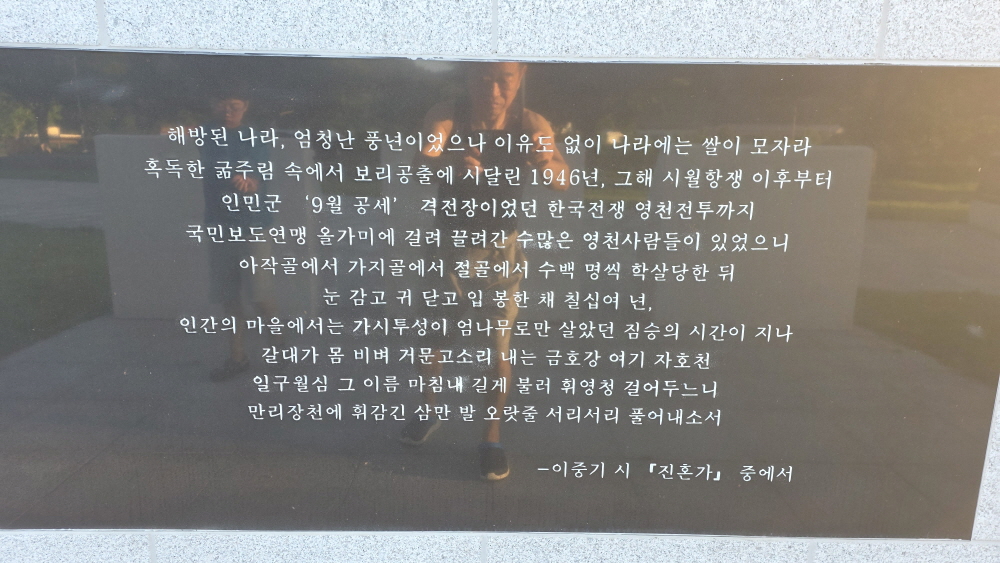 해방된 나라, 엄청난 풍년이었으나 이유도 없이 나라에는 쌀이 모자라
혹독한 굶주림 속에서 보리공출에 시달린 1946년, 그해 시월항쟁 이후부터
인민군 ‘9월 공세’ 격전장이었던 한국전쟁 영천전투까지
국민보도연맹 올가미에 걸려 끌려간 수많은 영천사람들이 있었으니
아작골에서 가지골에서 절골에서 수백 명씩 학살당한 뒤
눈 감고 귀 닫고 입 봉한 채 칠십여 년,
인간의 마을에서는 가시투성이 엄나무로만 살았던 짐승의 시간이 지나
갈대가 몸 비벼 거문고소리 내는 금호강 여기 자호천
일구월심 그 이름 마침내 길게 불러 휘영청 걸어두느니
만리장천에 휘감긴 삼만 발 오랏줄 서리서리 풀어내소서
-이중기 시 『진혼가』 중에서